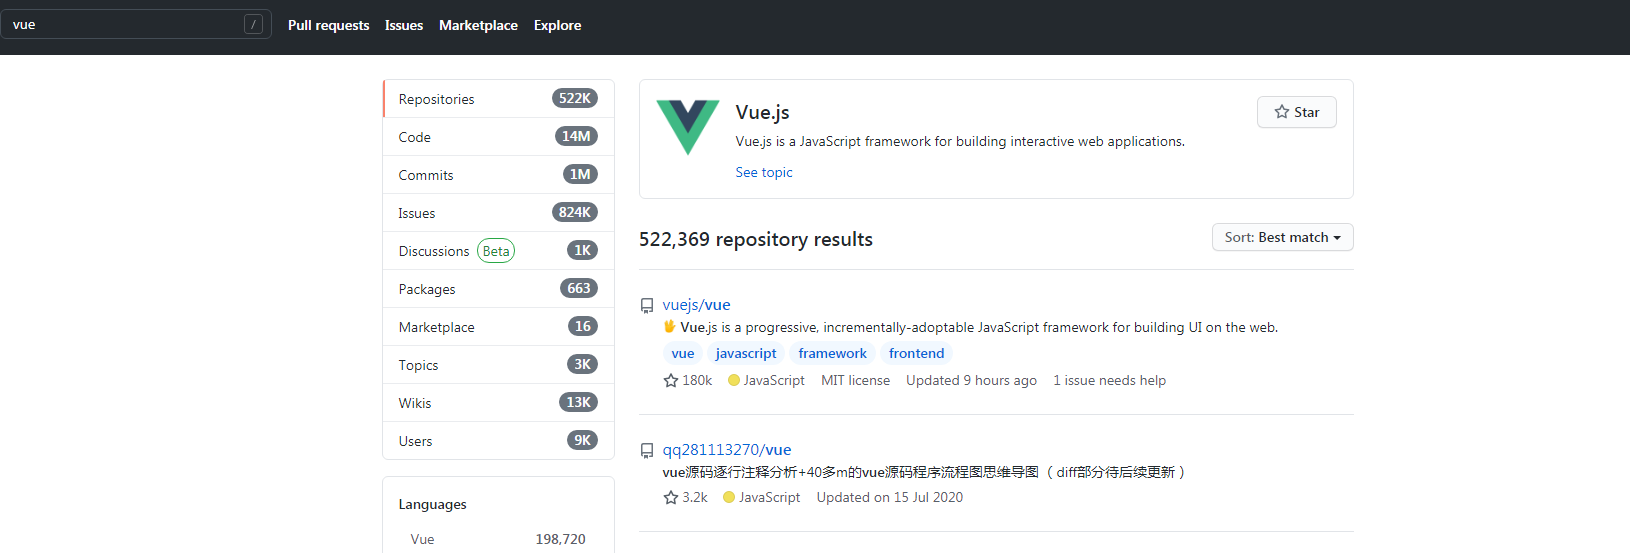 vue /
Pull requests Issues Marketplace Explore
Repositories 522K
Code 14M
Commits 1M
Issues 824K
Discussions Beta 1K
Packages 663
Marketplace 16
Topics 3K
Wikis 13K
Users 9K
Languages
Vue 198,720
Vue.js
Star
Vue.js is a JavaScript framework for building interactive web applications.
See topic
522,369 repository results
Sort: Best match
vuejs/vue
🖖 Vue.js is a progressive, incrementally-adoptable JavaScript framework for building UI on the web.
vue javascript framework frontend
180k JavaScript MIT license Updated 9 hours ago 1 issue needs help
qq281113270/vue
vue源码逐行注释分析+40多m的vue源码程序流程图思维导图 （diff部分待后续更新）
3.2k JavaScript Updated on 15 Jul 2020